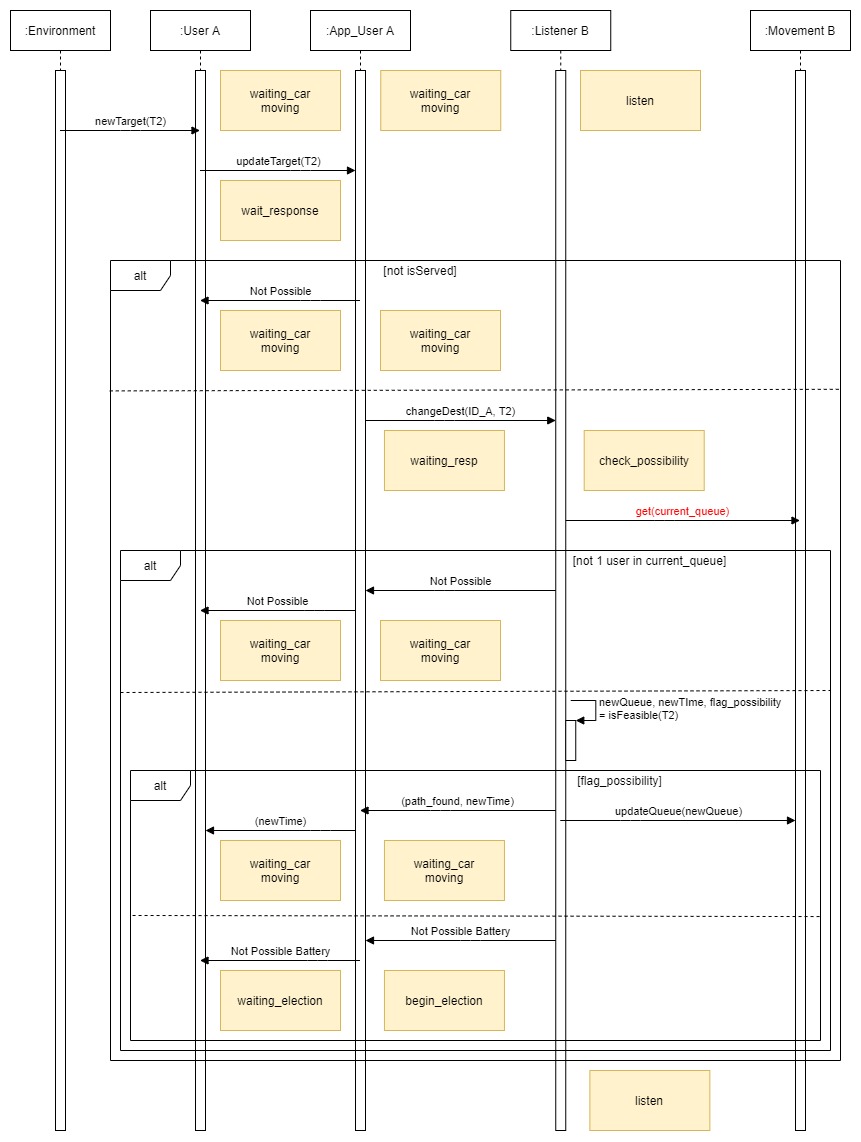 :Environment
:User A
:App_User A
:Listener B
:Movement B
waiting_car
moving
waiting_car
moving
listen
newTarget(T2)
updateTarget(T2)
wait_response
alt
[not isServed]
Not Possible
waiting_car
moving
waiting_car
moving
changeDest(ID_A, T2)
waiting_resp
check_possibility
get(current_queue)
alt
[not 1 user in current_queue]
Not Possible
Not Possible
waiting_car
moving
waiting_car
moving
newQueue, newTIme, flag_possibility
= isFeasible(T2)
alt
[flag_possibility]
(path_found, newTime)
updateQueue(newQueue)
(newTime)
waiting_car
moving
waiting_car
moving
Not Possible Battery
Not Possible Battery
waiting_election
begin_election
listen